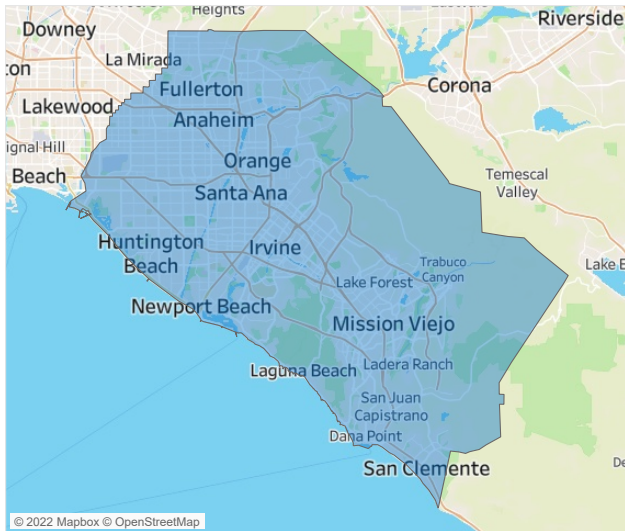 Heights
Downey
Riverside
La Mirada
ton
Fullerton
Corona
Lakewood
Anaheim
ignal Hill
Orange
Beach
Temescal
Valley
Santa Ana
Huntington
Beach
Irvine
Trabuco
Canyon
Lake E
Lake Forest
Newport Beach
Mission Viejo
Laguna Beach
Ladera Ranch
San Juan
Capistrano
Dana Point
San Clemente
De
© 2022 Mapbox © OpenStreetMap